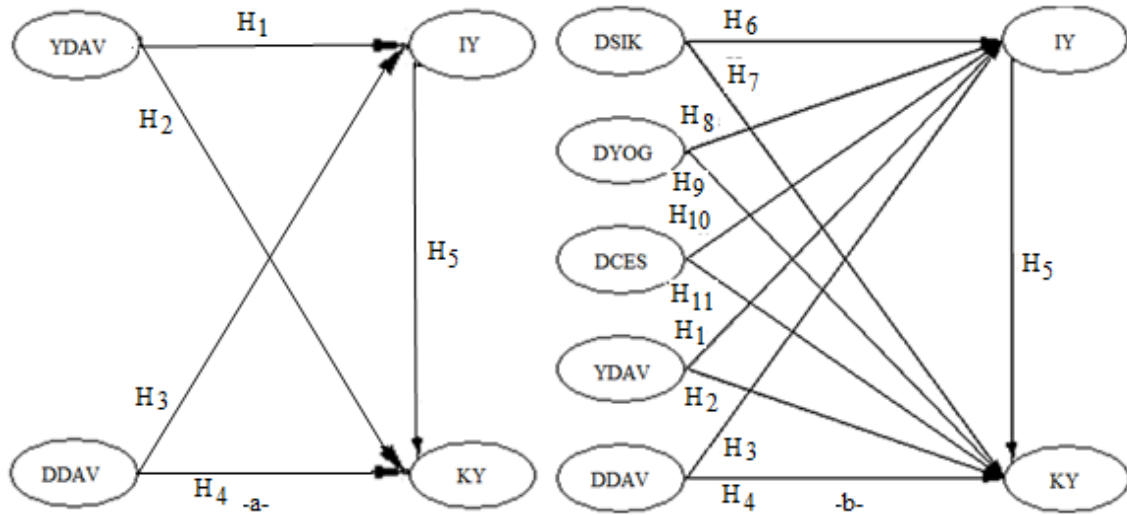 YDAV
H1
IY
H2
H3
H5
DDAV
H4
KY
-a-
DSIK
H6
IY
H7
DYOG
H8
H9
DCES
H10
H11
H5
YDAV
H1
H2
DDAV
H3
H4
KY
-b-